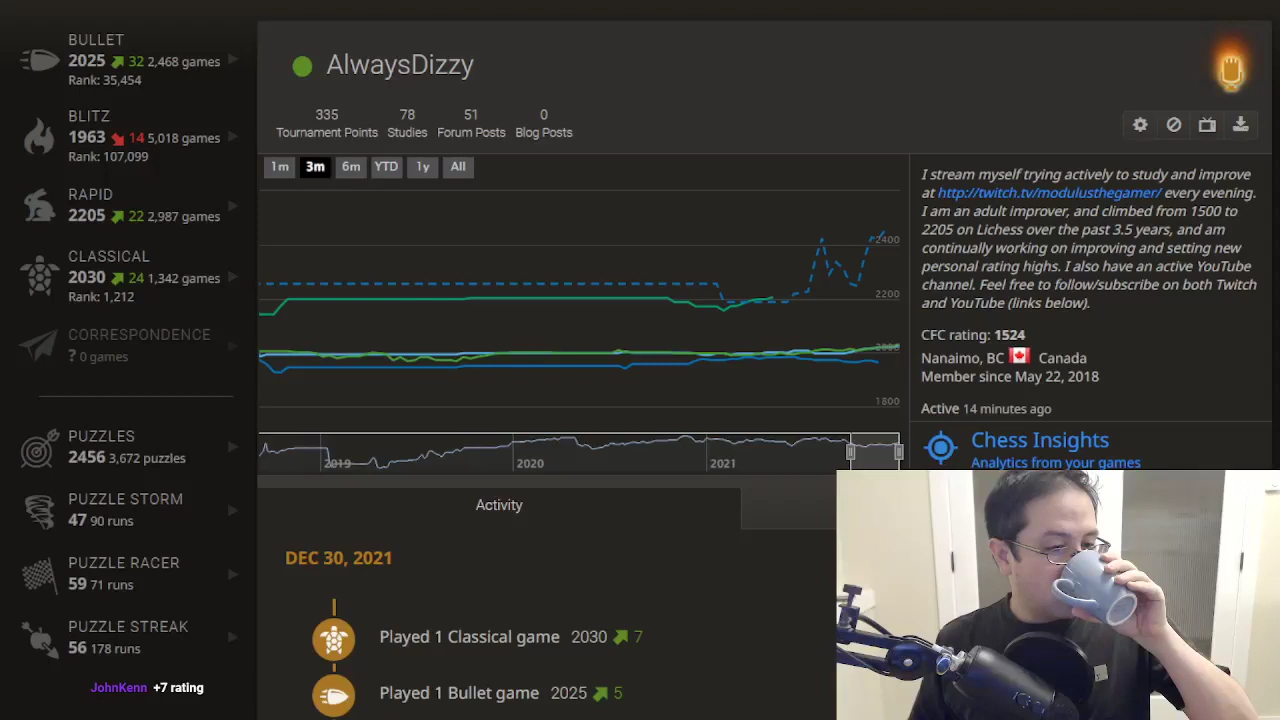 BULLET
2025 32 2,468 games
Rank: 35,454
BLITZ
1963 14 5,018 games
Rank: 107,099
RAPID
2205 22 2,987 games
CLASSICAL
2030 24 1,342 games
Rank: 1,212
CORRESPONDENCE
? 0 games
PUZZLES
2456 3,672 puzzles
PUZZLE STORM
47 90 runs
PUZZLE RACER
59 71 runs
PUZZLE STREAK
56 178 runs
JohnKenn +7 rating
AlwaysDizzy
335 78 51 0
Tournament Points Studies Forum Posts Blog Posts
1m 3m 6m YTD 1y All
2400
2200
2000
1800
2019 2020 2021
I stream myself trying actively to study and improve
at http://twitch.tv/modulusthegamer/ every evening.
I am an adult improver, and climbed from 1500 to
2205 on Lichess over the past 3.5 years, and am
continually working on improving and setting new
personal rating highs. I also have an active YouTube
channel. Feel free to follow/subscribe on both Twitch
and YouTube (links below).
CFC rating: 1524
Nanaimo, BC Canada
Member since May 22, 2018
Active 14 minutes ago
Chess Insights
Analytics from your games
Activity
DEC 30, 2021
Played 1 Classical game 2030 7
Played 1 Bullet game 2025 5